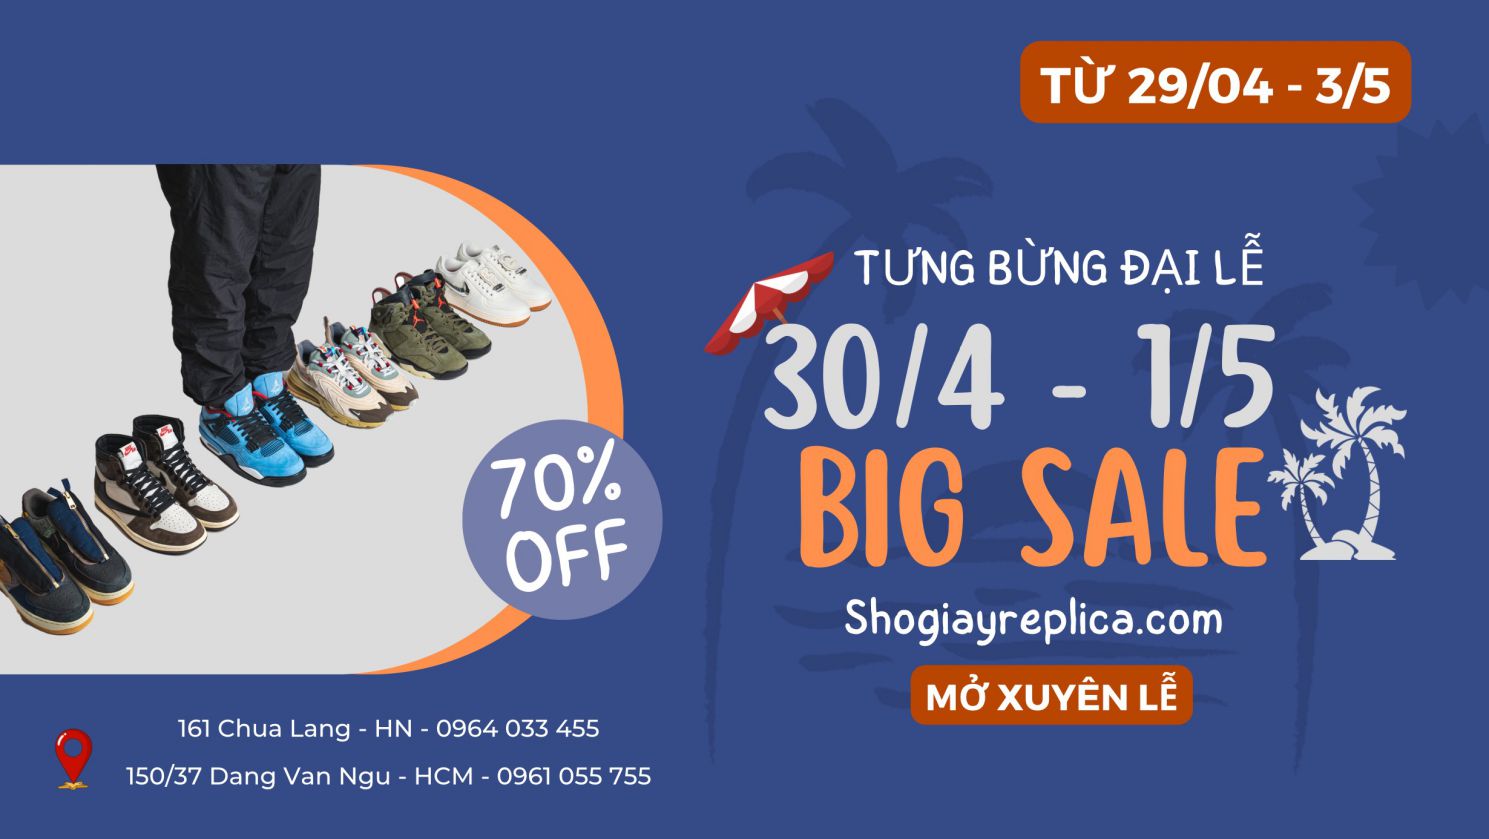 TỪ 29/04 - 3/5
TƯNG BỪNG ĐẠI LỄ
30/4 - 1/5
BIG SALE
70%
OFF
Shogiayreplica.com
MỞ XUYÊN LỄ
161 Chua Lang - HN - 0964 033 455
150/37 Dang Van Ngu - HCM - 0961 055 755